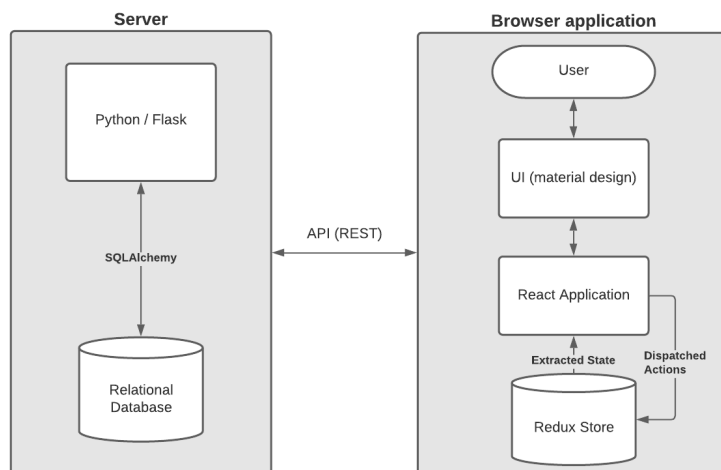 Server
Python / Flask
SQLAlchemy
Relational
Database
API (REST)
Browser application
User
UI (material design)
React Application
Extracted State
Dispatched
Actions
Redux Store